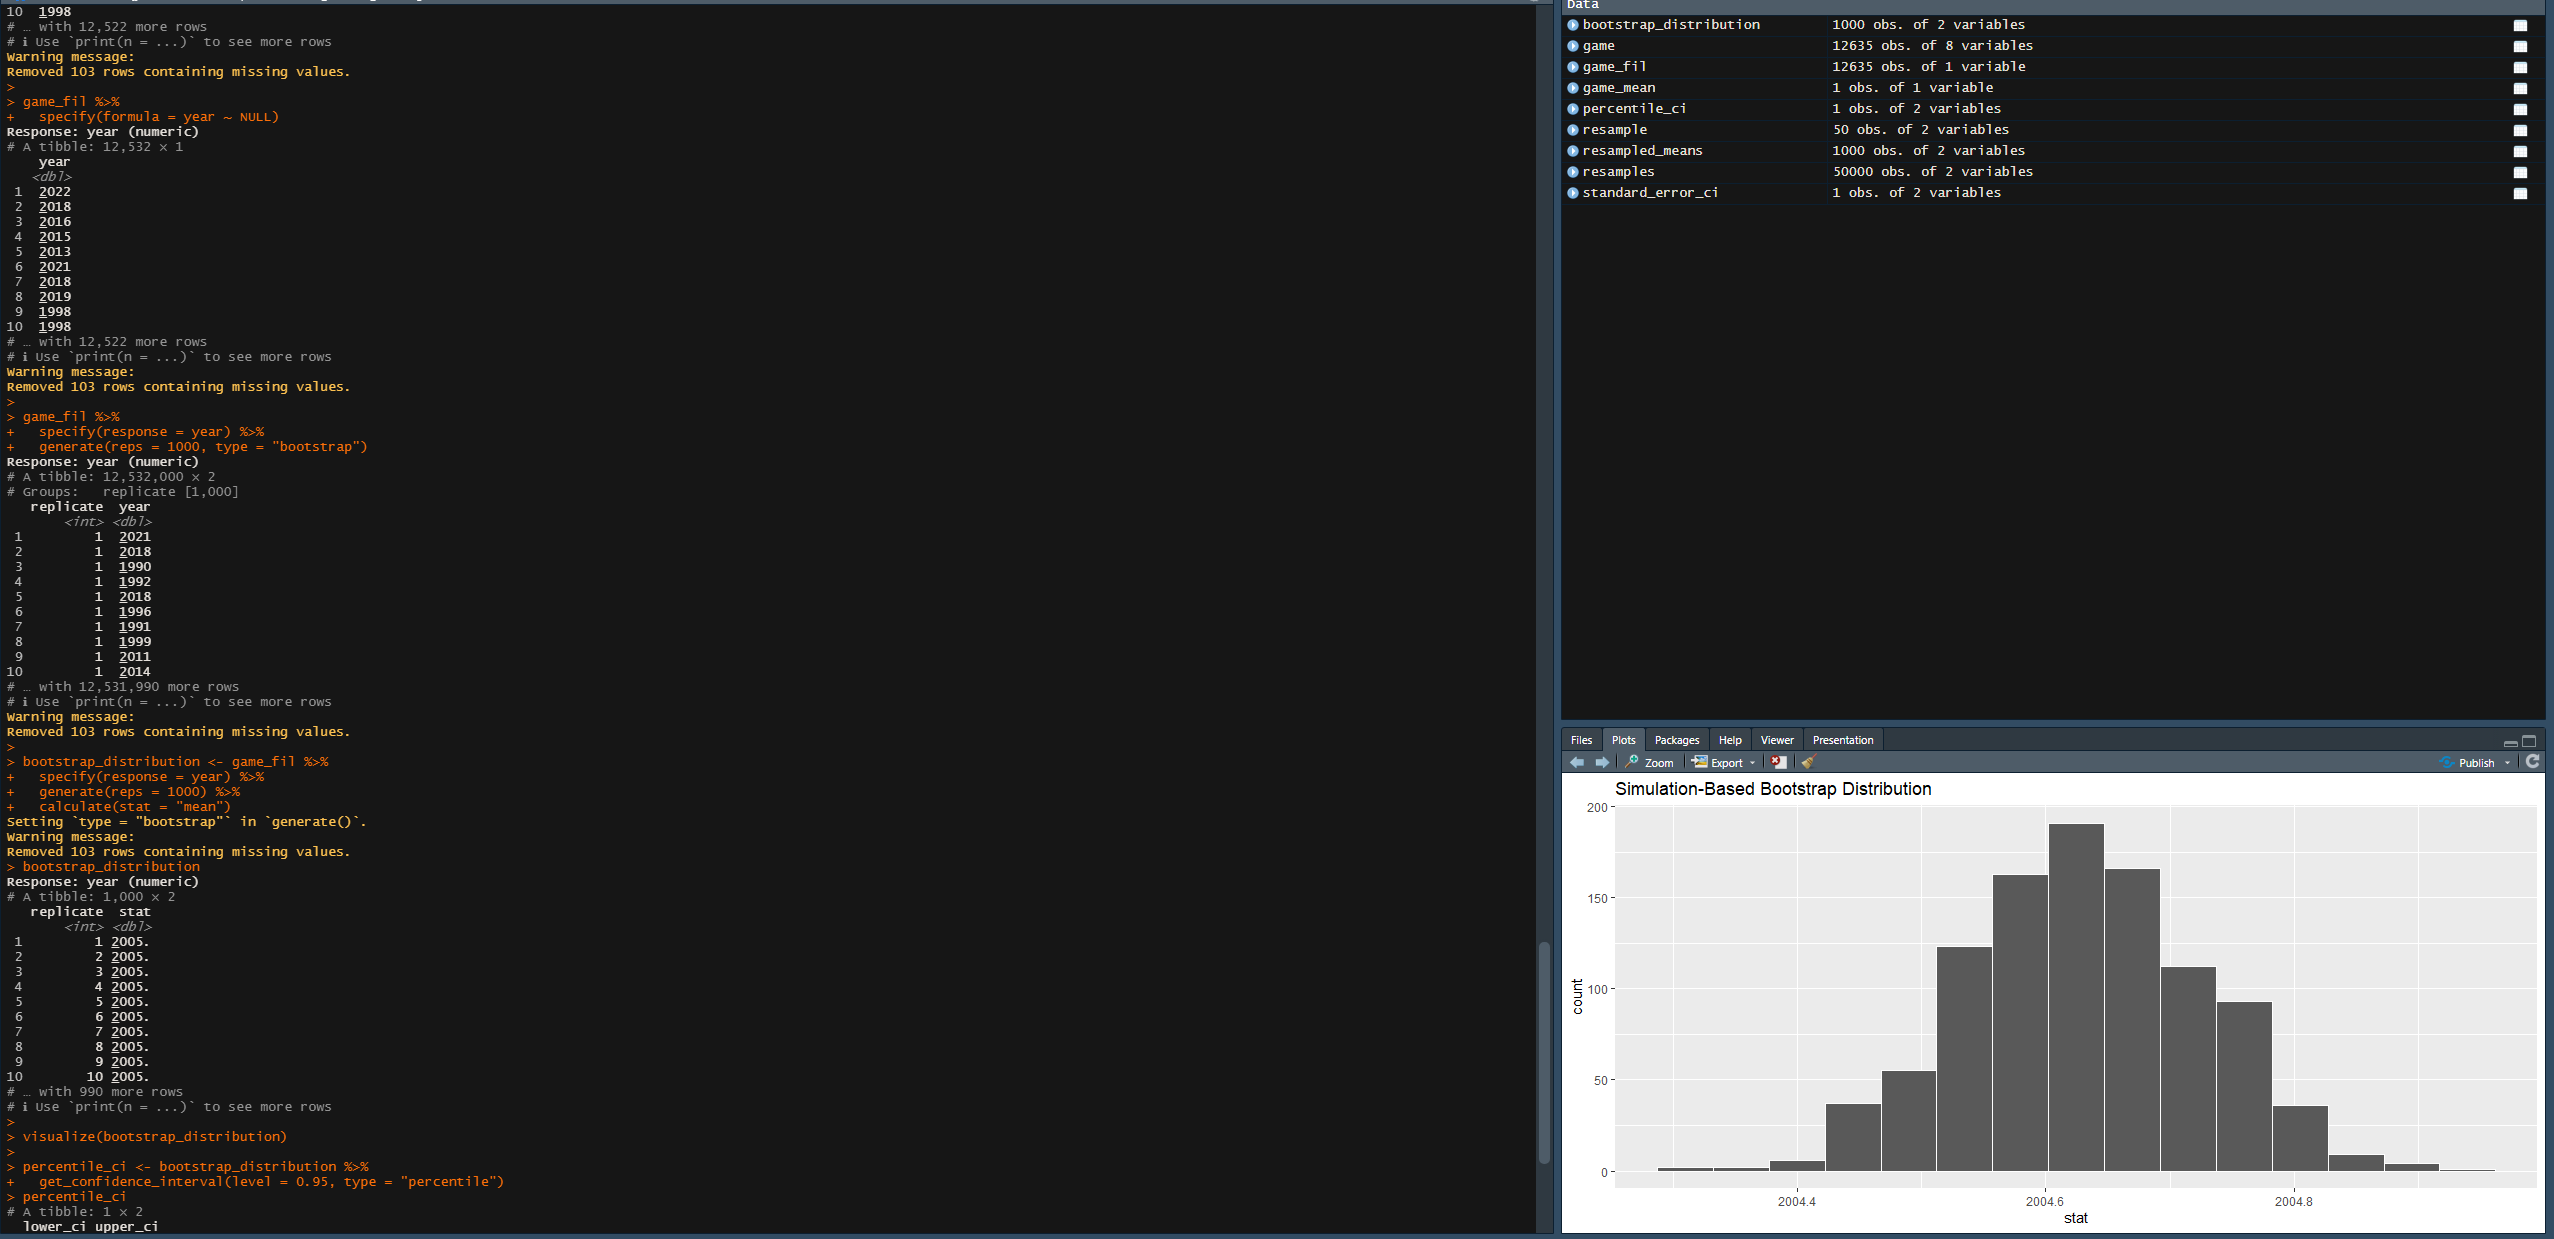 10  1998
# … with 12,522 more rows
# ℹ Use `print(n = ...)` to see more rows
Warning message:
Removed 103 rows containing missing values.
>
> game_fil %>%
+   specify(formula = year ~ NULL)
Response: year (numeric)
# A tibble: 12,532 × 1
    year
   <dbl>
 1  2022
 2  2018
 3  2016
 4  2015
 5  2013
 6  2021
 7  2018
 8  2019
 9  1998
10  1998
# … with 12,522 more rows
# ℹ Use `print(n = ...)` to see more rows
Warning message:
Removed 103 rows containing missing values.
>
> game_fil %>%
+   specify(response = year) %>%
+   generate(reps = 1000, type = "bootstrap")
Response: year (numeric)
# A tibble: 12,532,000 × 2
# Groups:   replicate [1,000]
   replicate  year
       <int> <dbl>
 1         1  2021
 2         1  2018
 3         1  1990
 4         1  1992
 5         1  2018
 6         1  1996
 7         1  1991
 8         1  1999
 9         1  2011
10         1  2014
# … with 12,531,990 more rows
# ℹ Use `print(n = ...)` to see more rows
Warning message:
Removed 103 rows containing missing values.
>
> bootstrap_distribution <- game_fil %>%
+   specify(response = year) %>%
+   generate(reps = 1000) %>%
+   calculate(stat = "mean")
Setting `type = "bootstrap"` in `generate()`.
Warning message:
Removed 103 rows containing missing values.
> bootstrap_distribution
Response: year (numeric)
# A tibble: 1,000 × 2
   replicate  stat
       <int> <dbl>
 1         1 2005.
 2         2 2005.
 3         3 2005.
 4         4 2005.
 5         5 2005.
 6         6 2005.
 7         7 2005.
 8         8 2005.
 9         9 2005.
10        10 2005.
# … with 990 more rows
# ℹ Use `print(n = ...)` to see more rows
>
> visualize(bootstrap_distribution)
>
> percentile_ci <- bootstrap_distribution %>%
+   get_confidence_interval(level = 0.95, type = "percentile")
> percentile_ci
# A tibble: 1 × 2
  lower_ci upper_ci
Data
bootstrap_distribution 1000 obs. of 2 variables
game 12635 obs. of 8 variables
game_fil 12635 obs. of 1 variable
game_mean 1 obs. of 1 variable
percentile_ci 1 obs. of 2 variables
resample 50 obs. of 2 variables
resampled_means 1000 obs. of 2 variables
resamples 50000 obs. of 2 variables
standard_error_ci 1 obs. of 2 variables
Files Plots Packages Help Viewer Presentation
Zoom Export Publish
Simulation-Based Bootstrap Distribution
200
150
100
50
0
count
2004.4 2004.6 2004.8
stat